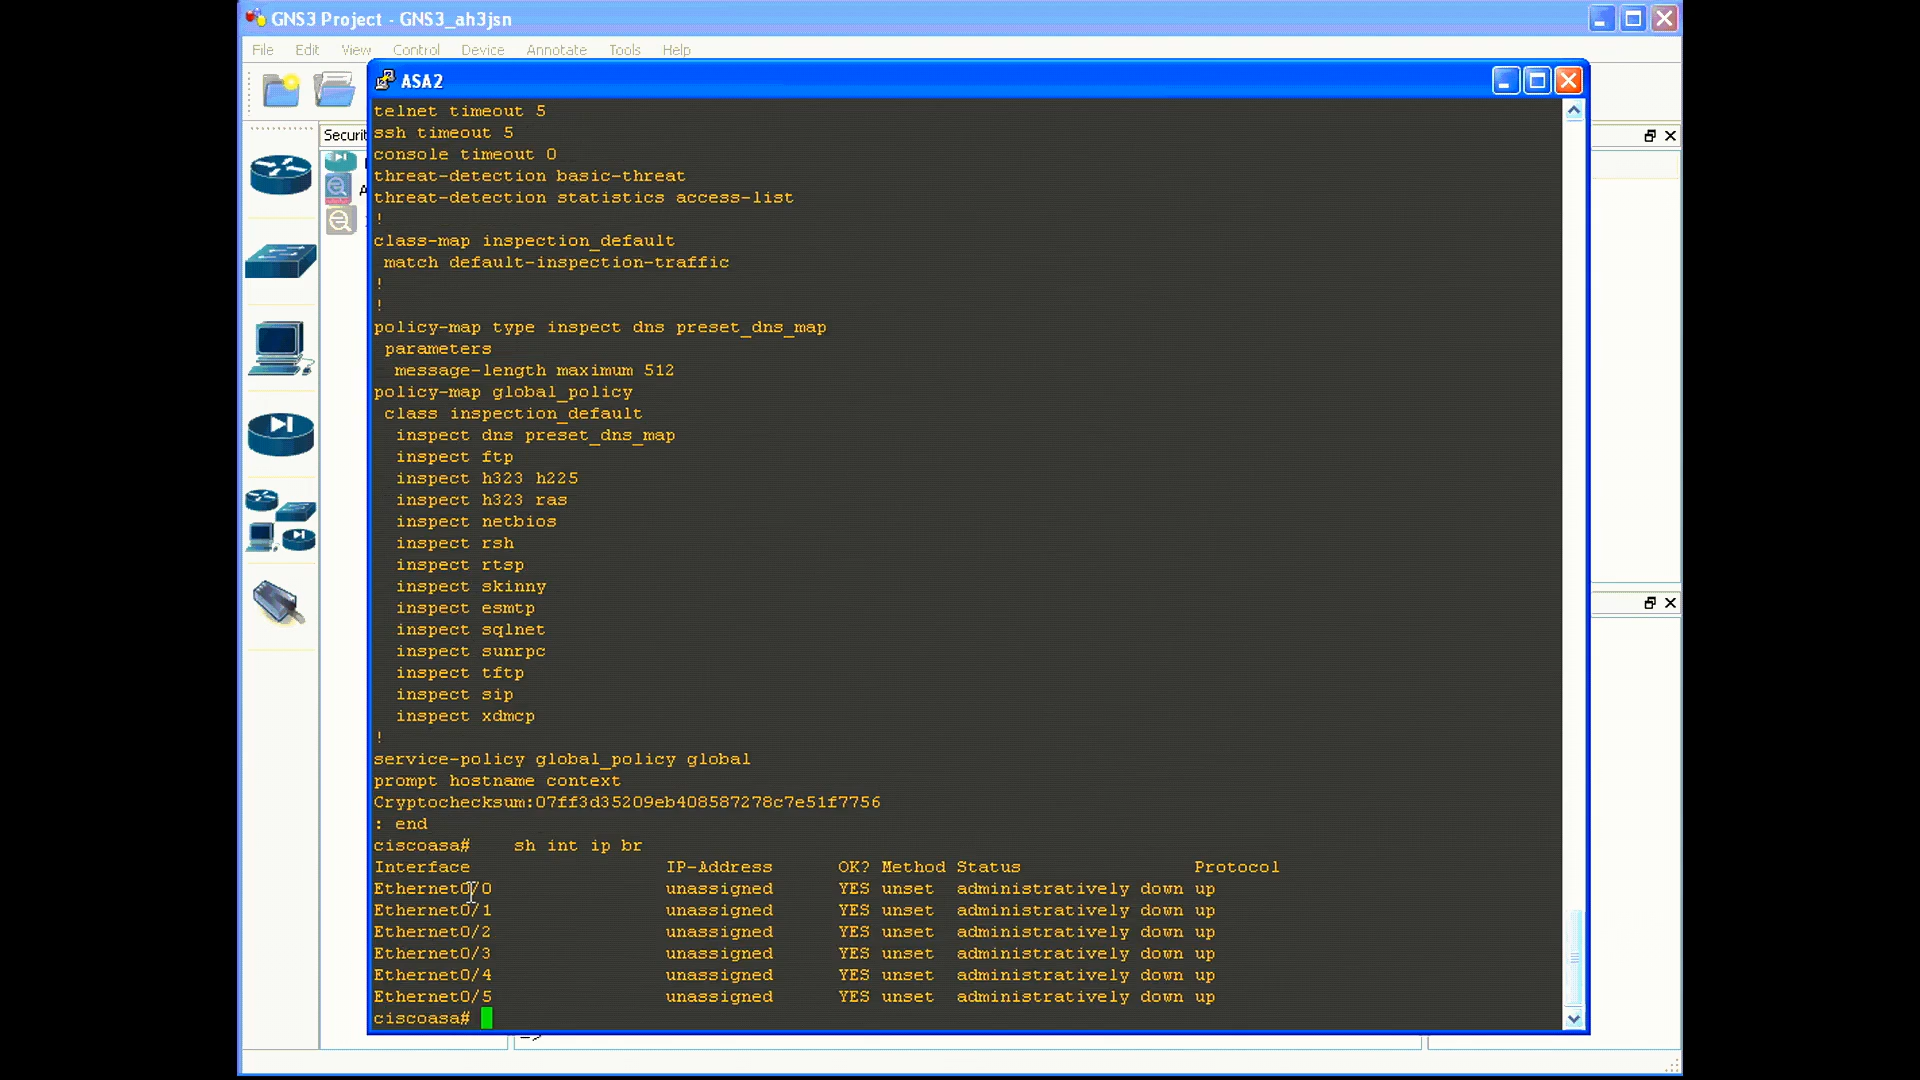 GNS3 Project - GNS3_ah3jsn
File Edit View Control Device Annotate Tools Help
ASA2
Securit
telnet timeout 5
ssh timeout 5
console timeout 0
threat-detection basic-threat
threat-detection statistics access-list
!
class-map inspection_default
match default-inspection-traffic
!
!
policy-map type inspect dns preset_dns_map
parameters
message-length maximum 512
policy-map global_policy
class inspection_default
inspect dns preset_dns_map
inspect ftp
inspect h323 h225
inspect h323 ras
inspect netbios
inspect rsh
inspect rtsp
inspect skinny
inspect esmtp
inspect sqlnet
inspect sunrpc
inspect tftp
inspect sip
inspect xdmcp
!
service-policy global_policy global
prompt hostname context
Cryptochecksum:07ff3d35209eb408587278c7e51f7756
: end
ciscoasa# sh int ip br
Interface IP-Address OK? Method Status Protocol
Ethernet0/0 unassigned YES unset administratively down up
Ethernet0/1 unassigned YES unset administratively down up
Ethernet0/2 unassigned YES unset administratively down up
Ethernet0/3 unassigned YES unset administratively down up
Ethernet0/4 unassigned YES unset administratively down up
Ethernet0/5 unassigned YES unset administratively down up
ciscoasa#
=>